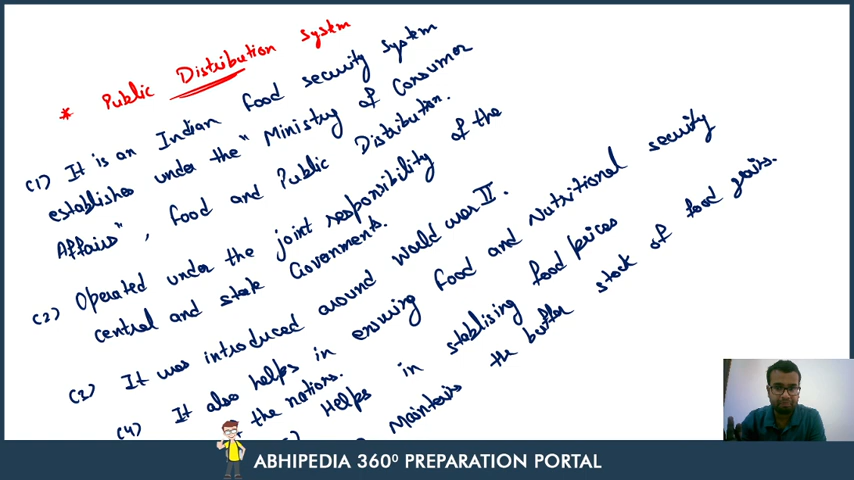 * Public Distribution system
(1) It is an Indian food security system
established under the "Ministry of Consumer
Affairs", food and Public Distribution.
(2) Operated under the joint responsibility of the
central and state Governments.
(3) It was introduced around World war II.
(4) It also helps in ensuring food and Nutritional security
the nations.
Helps in stablising food prices
Maintais the buffer stock of food grais.
ABHIPEDIA 360⁰ PREPARATION PORTAL